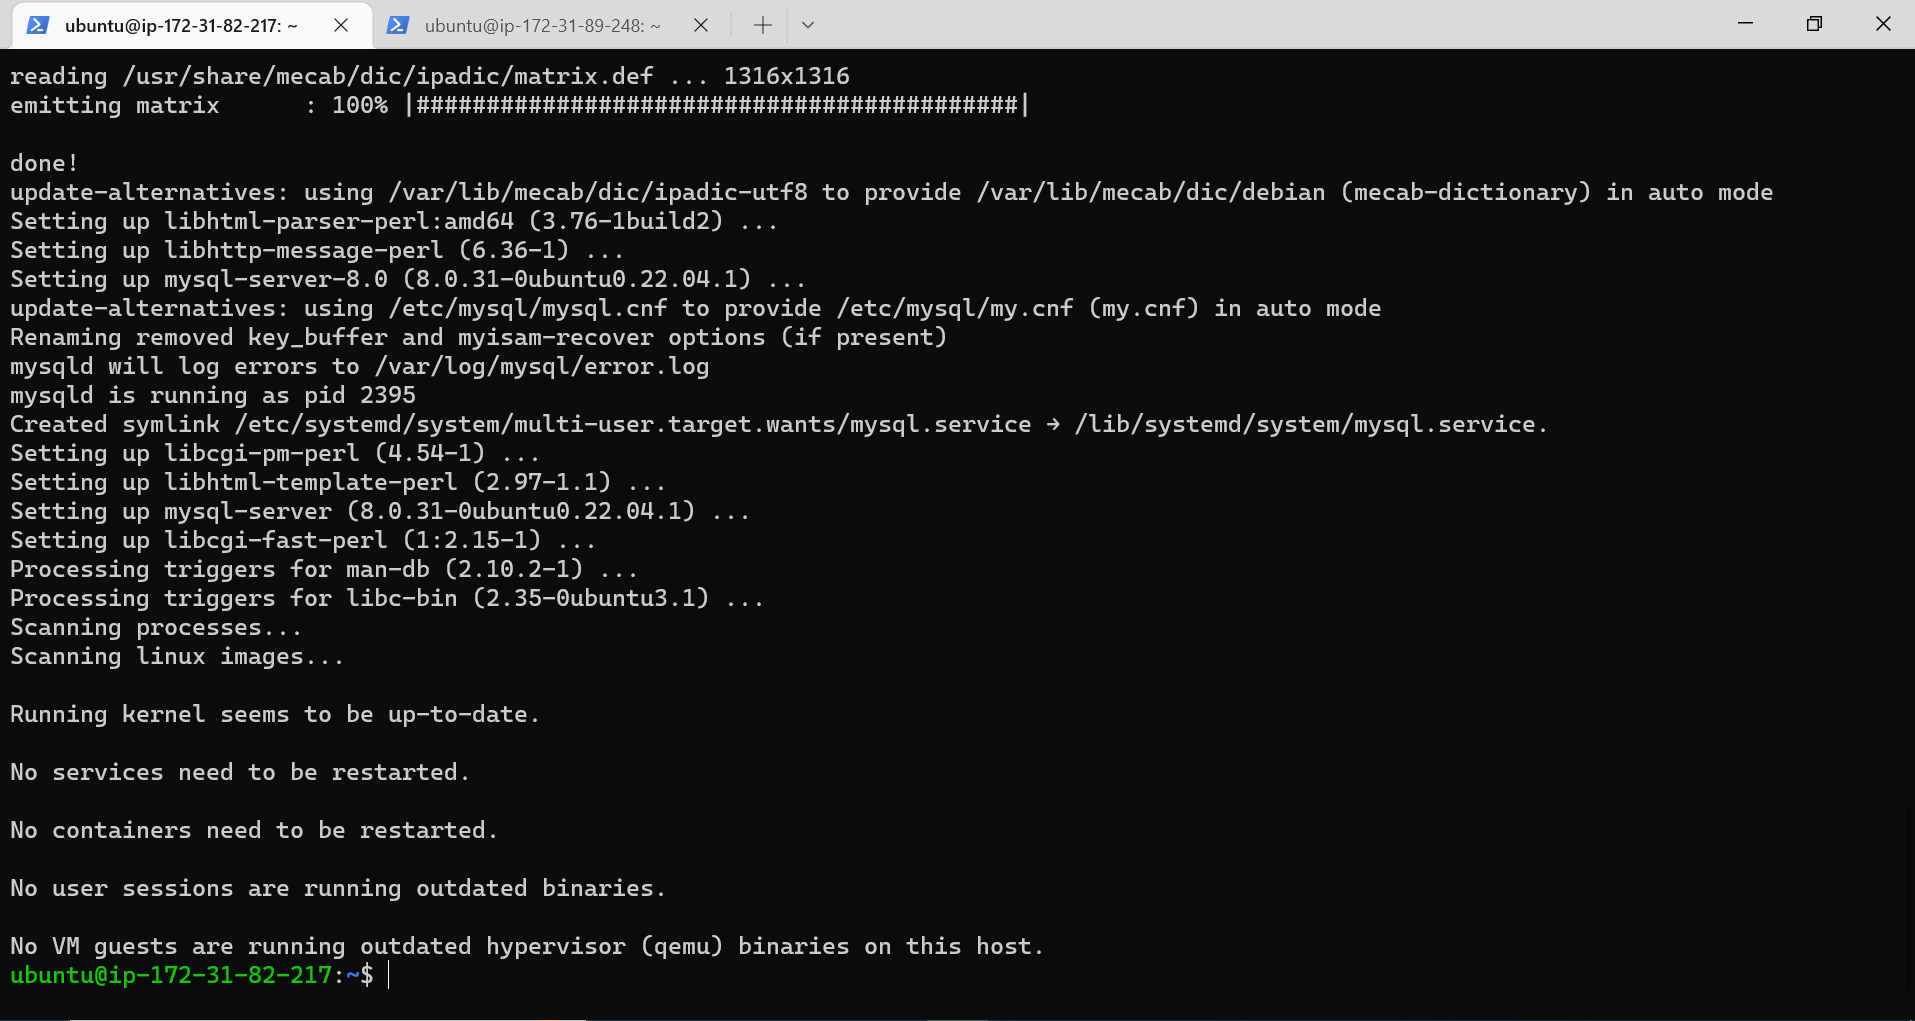 ubuntu@ip-172-31-82-217: ~
ubuntu@ip-172-31-89-248: ~
reading /usr/share/mecab/dic/ipadic/matrix.def ... 1316x1316
emitting matrix      : 100% |###########################################|

done!
update-alternatives: using /var/lib/mecab/dic/ipadic-utf8 to provide /var/lib/mecab/dic/debian (mecab-dictionary) in auto mode
Setting up libhtml-parser-perl:amd64 (3.76-1build2) ...
Setting up libhttp-message-perl (6.36-1) ...
Setting up mysql-server-8.0 (8.0.31-0ubuntu0.22.04.1) ...
update-alternatives: using /etc/mysql/mysql.cnf to provide /etc/mysql/my.cnf (my.cnf) in auto mode
Renaming removed key_buffer and myisam-recover options (if present)
mysqld will log errors to /var/log/mysql/error.log
mysqld is running as pid 2395
Created symlink /etc/systemd/system/multi-user.target.wants/mysql.service → /lib/systemd/system/mysql.service.
Setting up libcgi-pm-perl (4.54-1) ...
Setting up libhtml-template-perl (2.97-1.1) ...
Setting up mysql-server (8.0.31-0ubuntu0.22.04.1) ...
Setting up libcgi-fast-perl (1:2.15-1) ...
Processing triggers for man-db (2.10.2-1) ...
Processing triggers for libc-bin (2.35-0ubuntu3.1) ...
Scanning processes...
Scanning linux images...

Running kernel seems to be up-to-date.

No services need to be restarted.

No containers need to be restarted.

No user sessions are running outdated binaries.

No VM guests are running outdated hypervisor (qemu) binaries on this host.
ubuntu@ip-172-31-82-217:~$